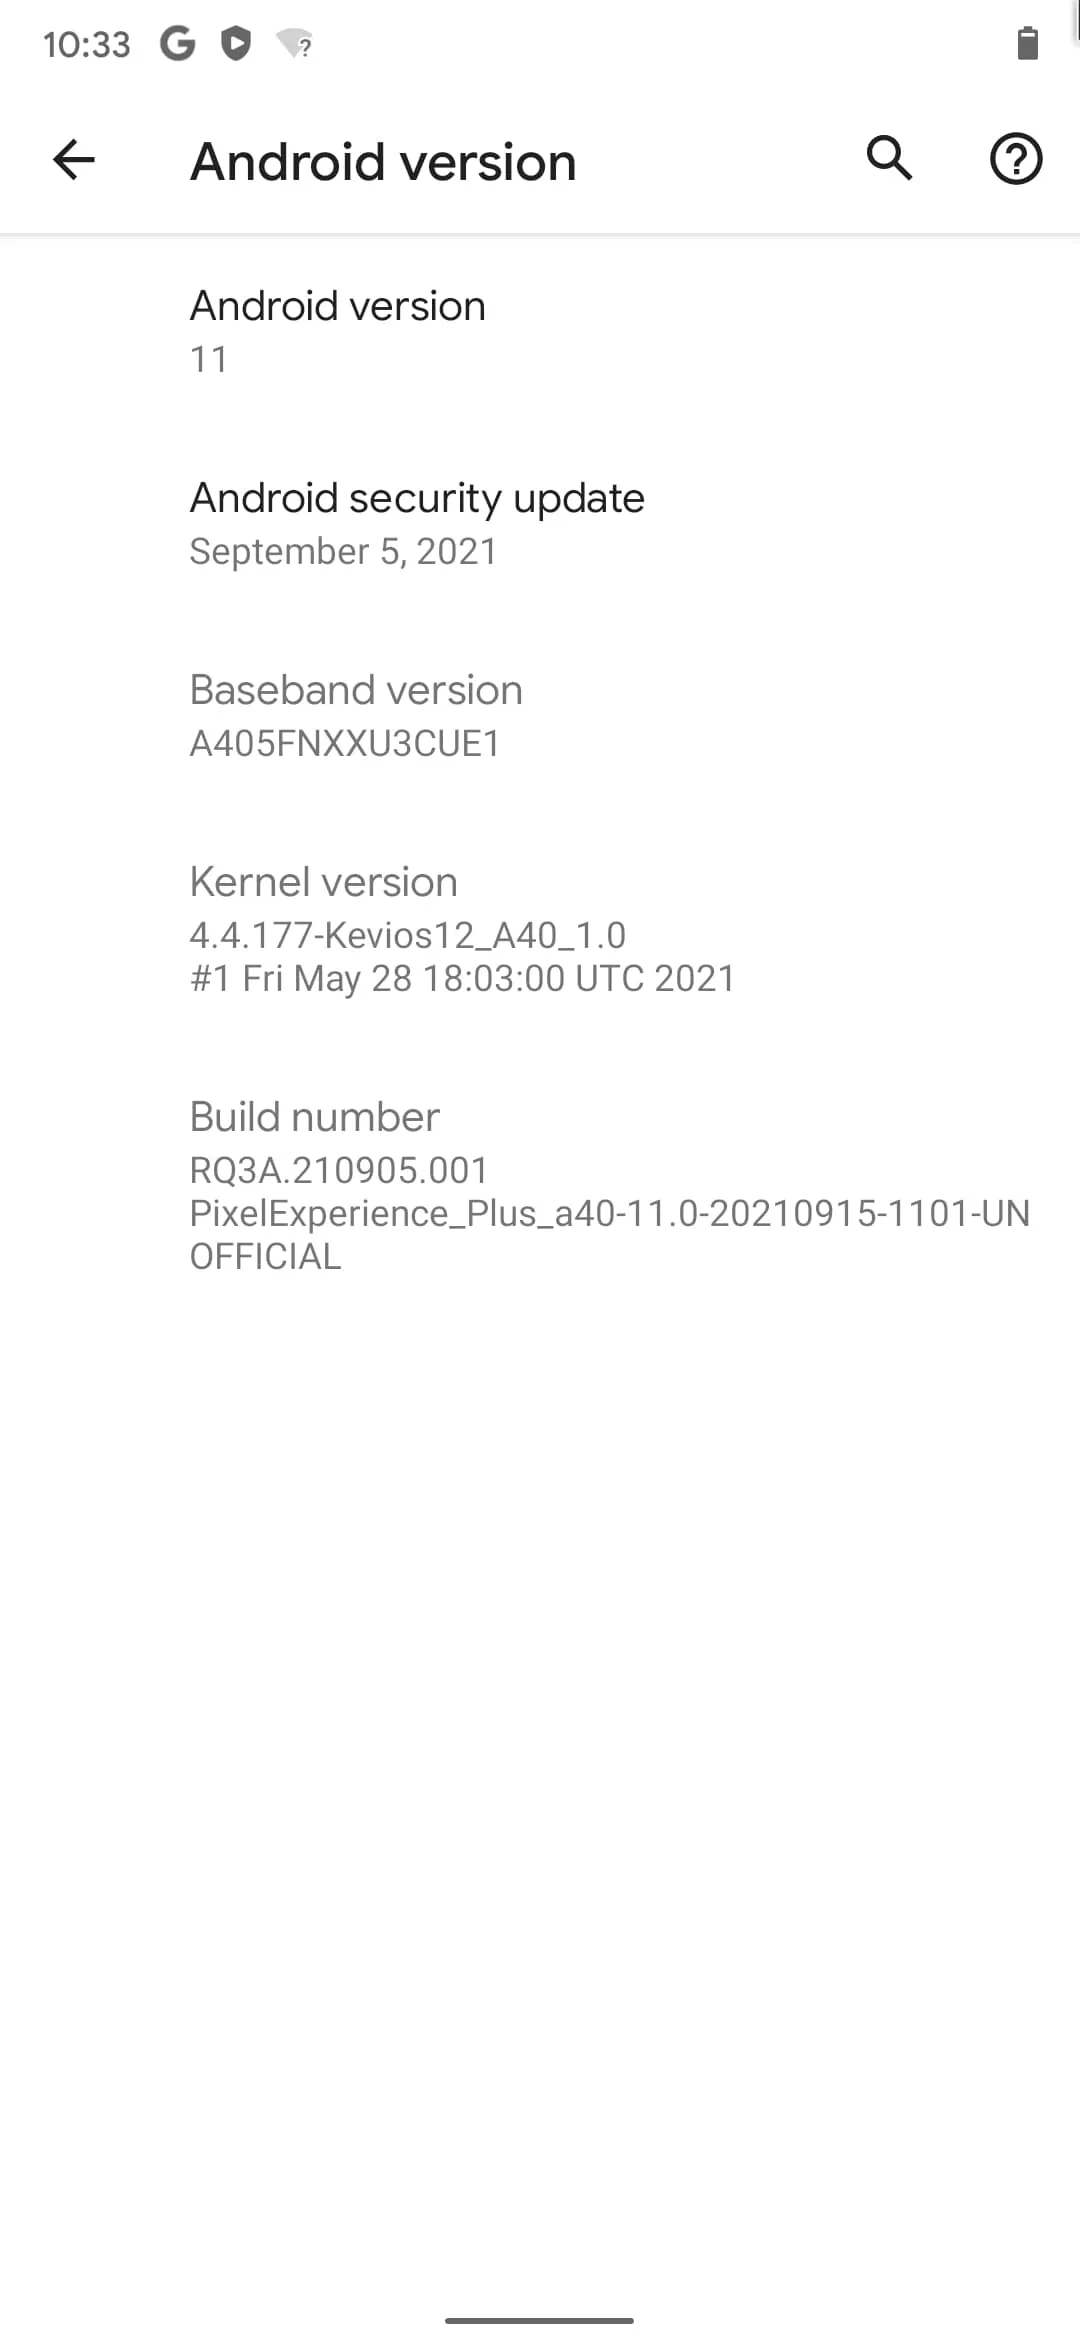 10:33
Android version
Android version
11
Android security update
September 5, 2021
Baseband version
A405FNXXU3CUE1
Kernel version
4.4.177-Kevios12_A40_1.0
#1 Fri May 28 18:03:00 UTC 2021
Build number
RQ3A.210905.001
PixelExperience_Plus_a40-11.0-20210915-1101-UN
OFFICIAL